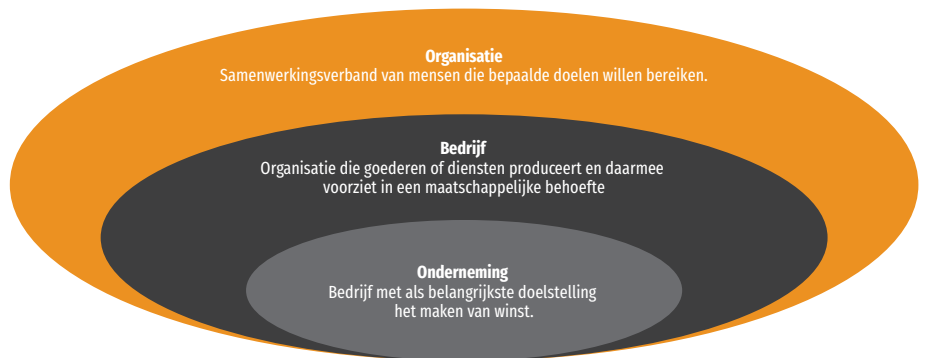 Organisatie
Samenwerkingsverband van mensen die bepaalde doelen willen bereiken.
Bedrijf
Organisatie die goederen of diensten produceert en daarmee
voorziet in een maatschappelijke behoefte
Onderneming
Bedrijf met als belangrijkste doelstelling
het maken van winst.